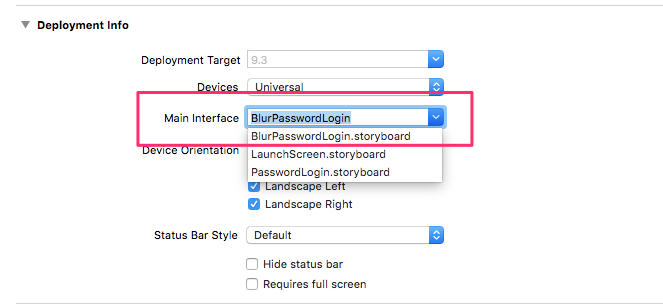 Deployment Info
Deployment Target 9.3
Devices Universal
Main Interface BlurPasswordLogin
BlurPasswordLogin.storyboard
Device Orientation LaunchScreen.storyboard
PasswordLogin.storyboard
Landscape Left
Landscape Right
Status Bar Style Default
Hide status bar
Requires full screen